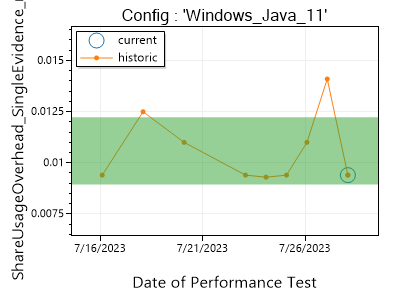 Config : 'Windows_Java_11'
current
historic
ShareUsageOverhead_SingleEvidence_
0.015
0.0125
0.01
0.0075
7/16/2023
7/21/2023
7/26/2023
Date of Performance Test